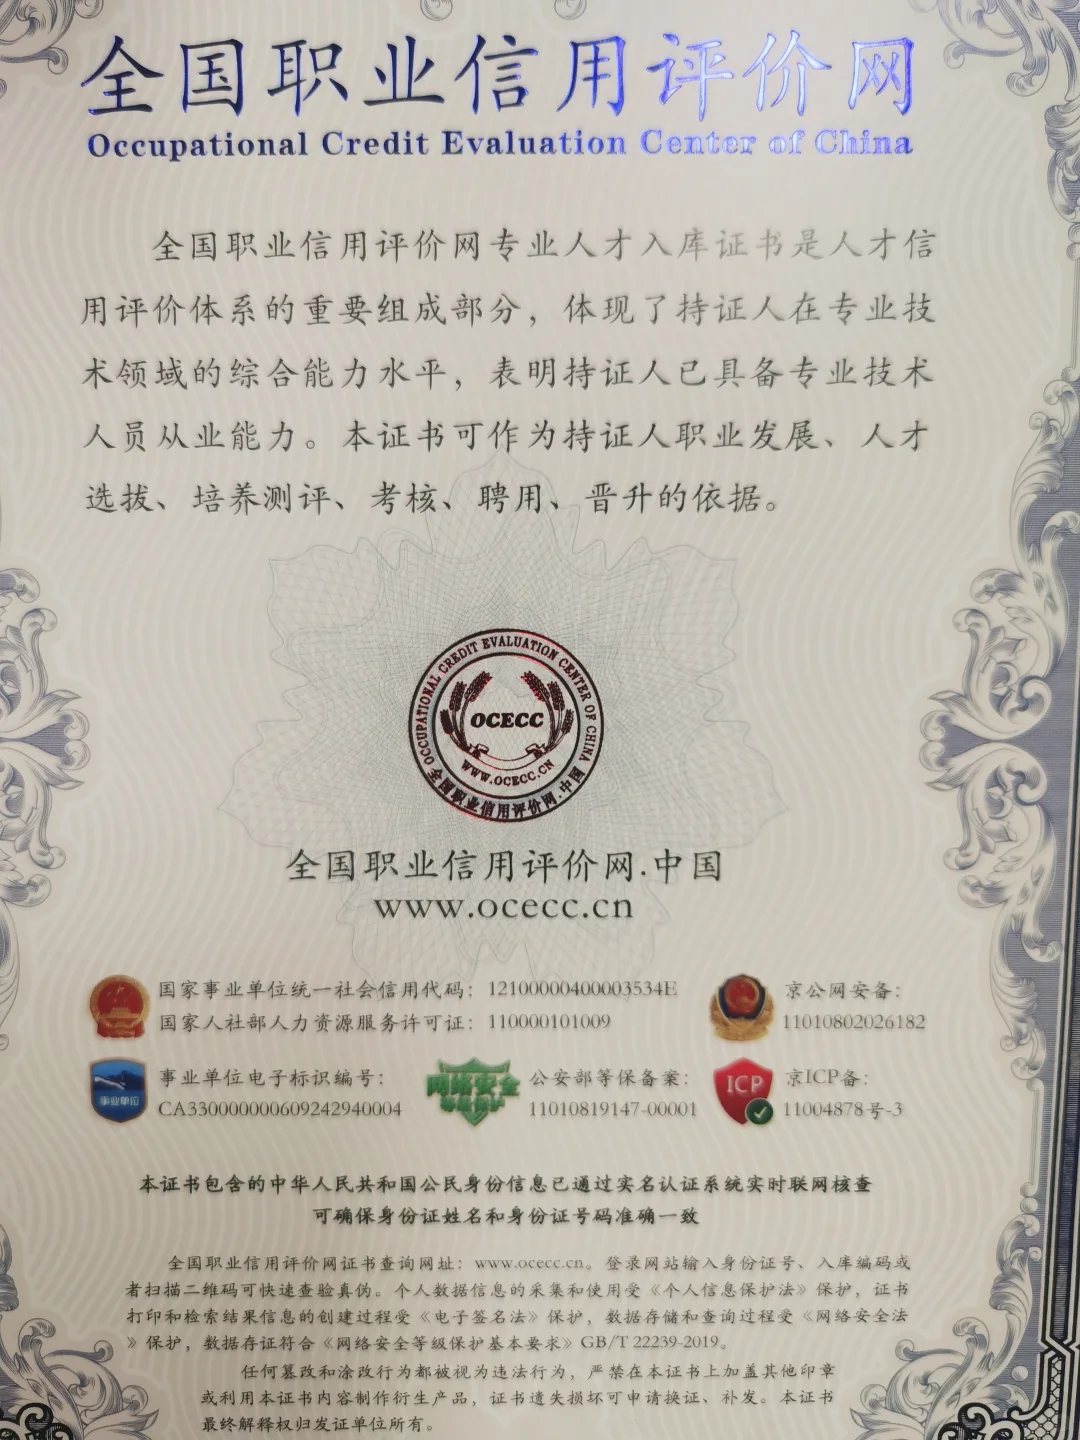 全国职业信用评价网
Occupational Credit Evaluation Center of China
全国职业信用评价网专业人才入库证书是人才信
用评价体系的重要组成部分，体现了持证人在专业技
术领域的综合能力水平，表明持证人已具备专业技术
人员从业能力。本证书可作为持证人职业发展、人才
选拔、培养测评、考核、聘用、晋升的依据。
OCCUPATIONAL CREDIT EVALUATION CENTER OF CHINA
OCECC
WWW.OCECC.CN
全国职业信用评价网.中国
全国职业信用评价网.中国
www.ocecc.cn
国家事业单位统一社会信用代码：12100000400003534E
国家人社部人力资源服务许可证：110000101009
京公网安备：
11010802026182
事业单位
事业单位电子标识编号：
CA330000000609242940004
网络安全
等级保护
公安部等保备案：
11010819147-00001
ICP
京ICP备：
11004878号-3
本证书包含的中华人民共和国公民身份信息已通过实名认证系统实时联网核查
可确保身份证姓名和身份证号码准确一致
全国职业信用评价网证书查询网址：www.ocecc.cn。登录网站输入身份证号、入库编码或
者扫描二维码可快速查验真伪。个人数据信息的采集和使用受《个人信息保护法》保护，证书
打印和检索结果信息的创建过程受《电子签名法》保护，数据存储和查询过程受《网络安全法
》保护，数据存证符合《网络安全等级保护基本要求》GB/T 22239-2019。
任何篡改和涂改行为都被视为违法行为，严禁在本证书上加盖其他印章
或利用本证书内容制作衍生产品，证书遗失损坏可申请换证、补发。本证书
最终解释权归发证单位所有。